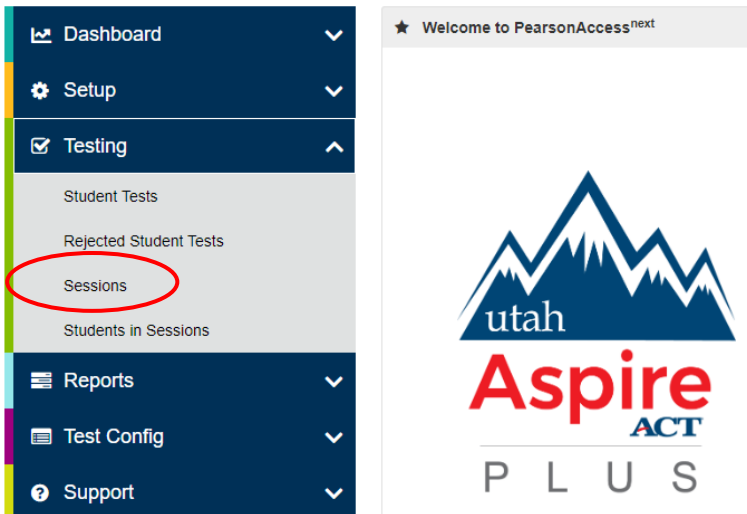 Dashboard
Setup
Testing
Student Tests
Rejected Student Tests
Sessions
Students in Sessions
Reports
Test Config
Support
Welcome to PearsonAccessnext
utah
Aspire
ACT
PLUS